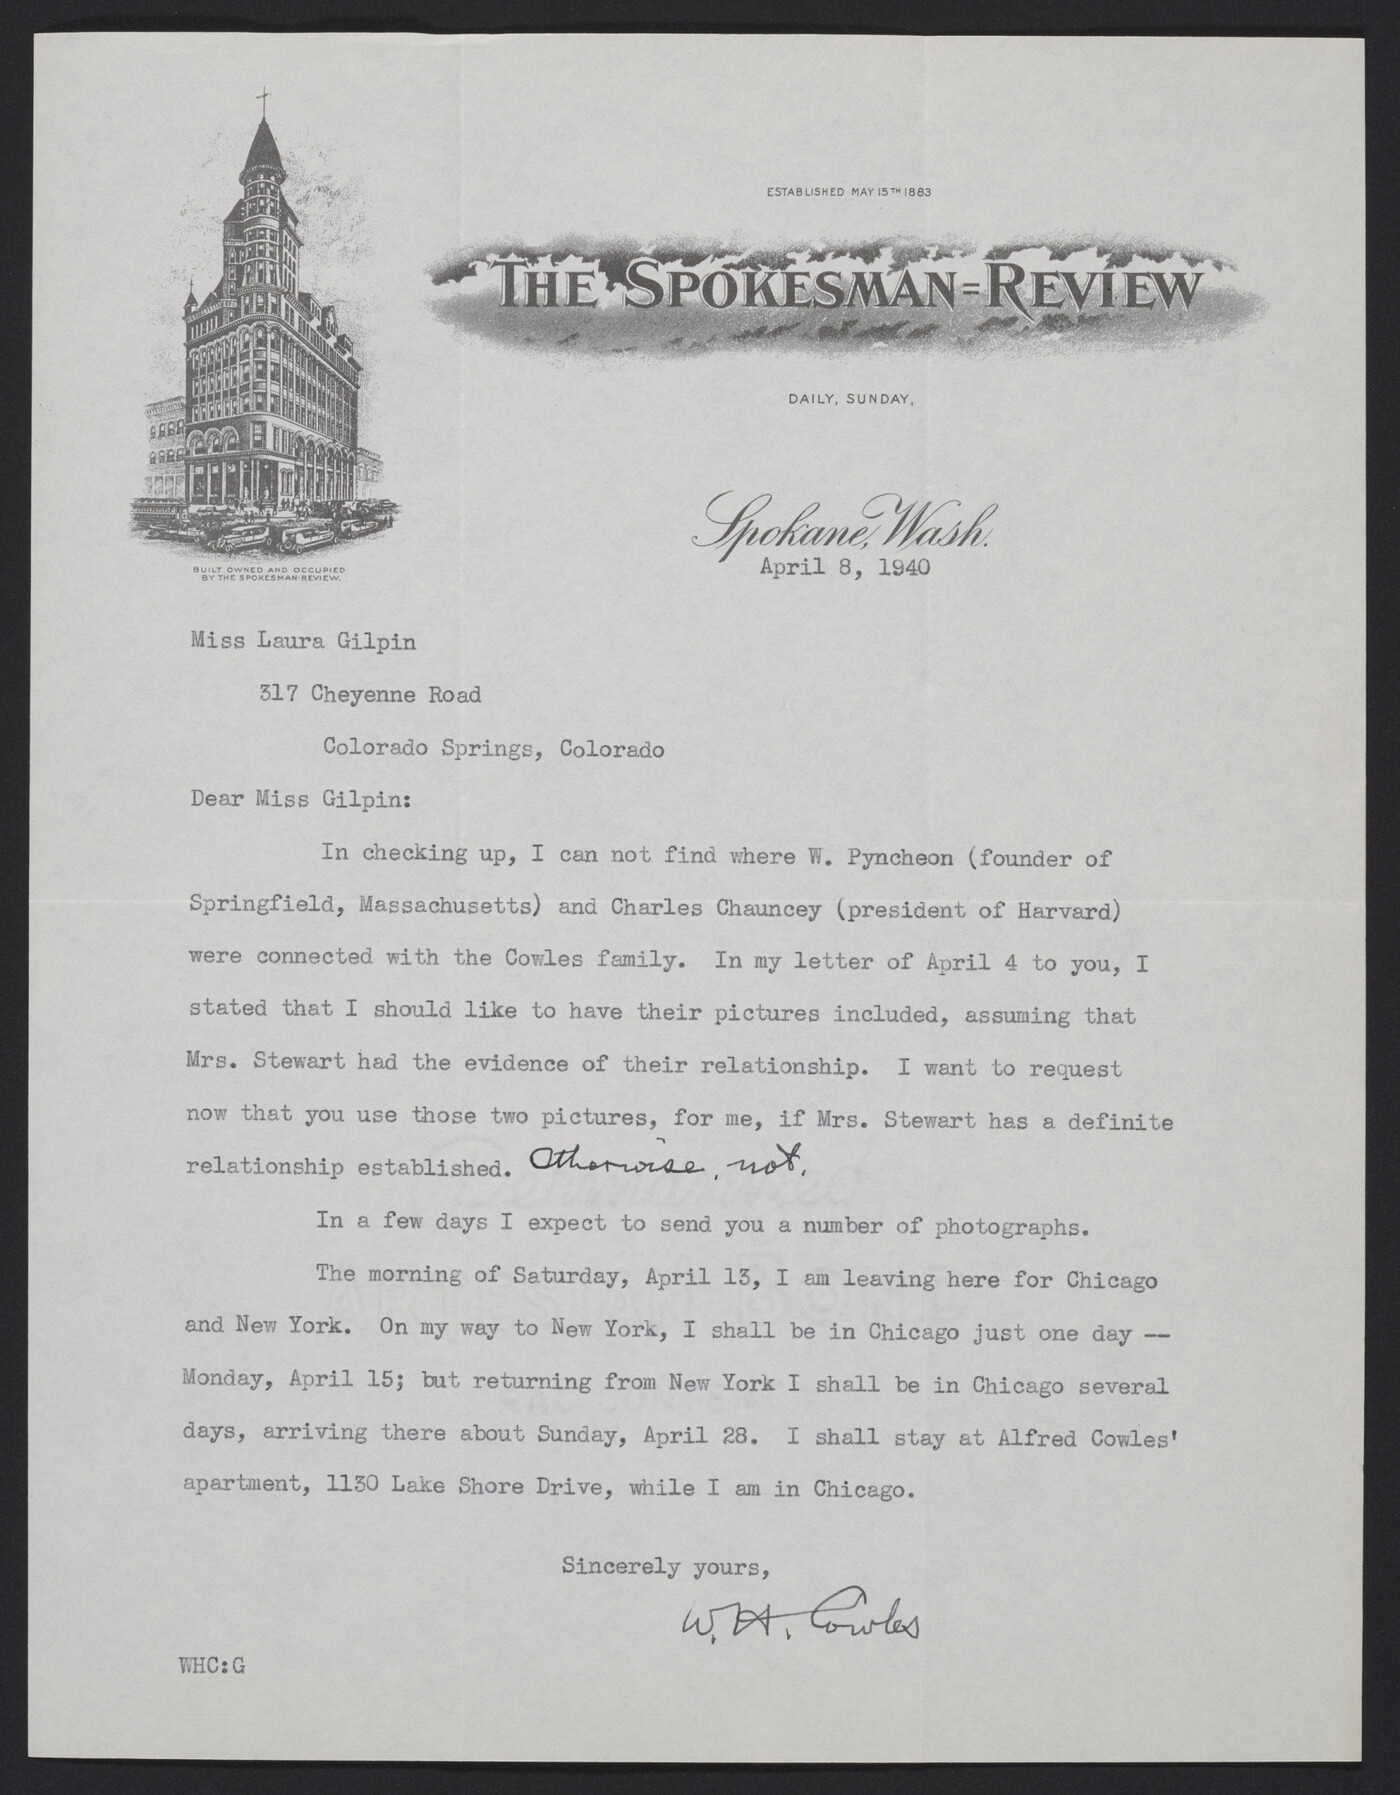 ESTABLISHED MAY 15TH 1883
THE SPOKESMAN=REVIEW
DAILY, SUNDAY,
BUILT OWNED AND OCCUPIED
BY THE SPOKESMAN-REVIEW.
Spokane, Wash.
April 8, 1940
Miss Laura Gilpin
317 Cheyenne Road
Colorado Springs, Colorado
Dear Miss Gilpin:
In checking up, I can not find where W. Pyncheon (founder of
Springfield, Massachusetts) and Charles Chauncey (president of Harvard)
were connected with the Cowles family. In my letter of April 4 to you, I
stated that I should like to have their pictures included, assuming that
Mrs. Stewart had the evidence of their relationship. I want to request
now that you use those two pictures, for me, if Mrs. Stewart has a definite
relationship established. Otherwise, not.
In a few days I expect to send you a number of photographs.
The morning of Saturday, April 13, I am leaving here for Chicago
and New York. On my way to New York, I shall be in Chicago just one day --
Monday, April 15; but returning from New York I shall be in Chicago several
days, arriving there about Sunday, April 28. I shall stay at Alfred Cowles'
apartment, 1130 Lake Shore Drive, while I am in Chicago.
Sincerely yours,
W. H. Cowles
WHC:G